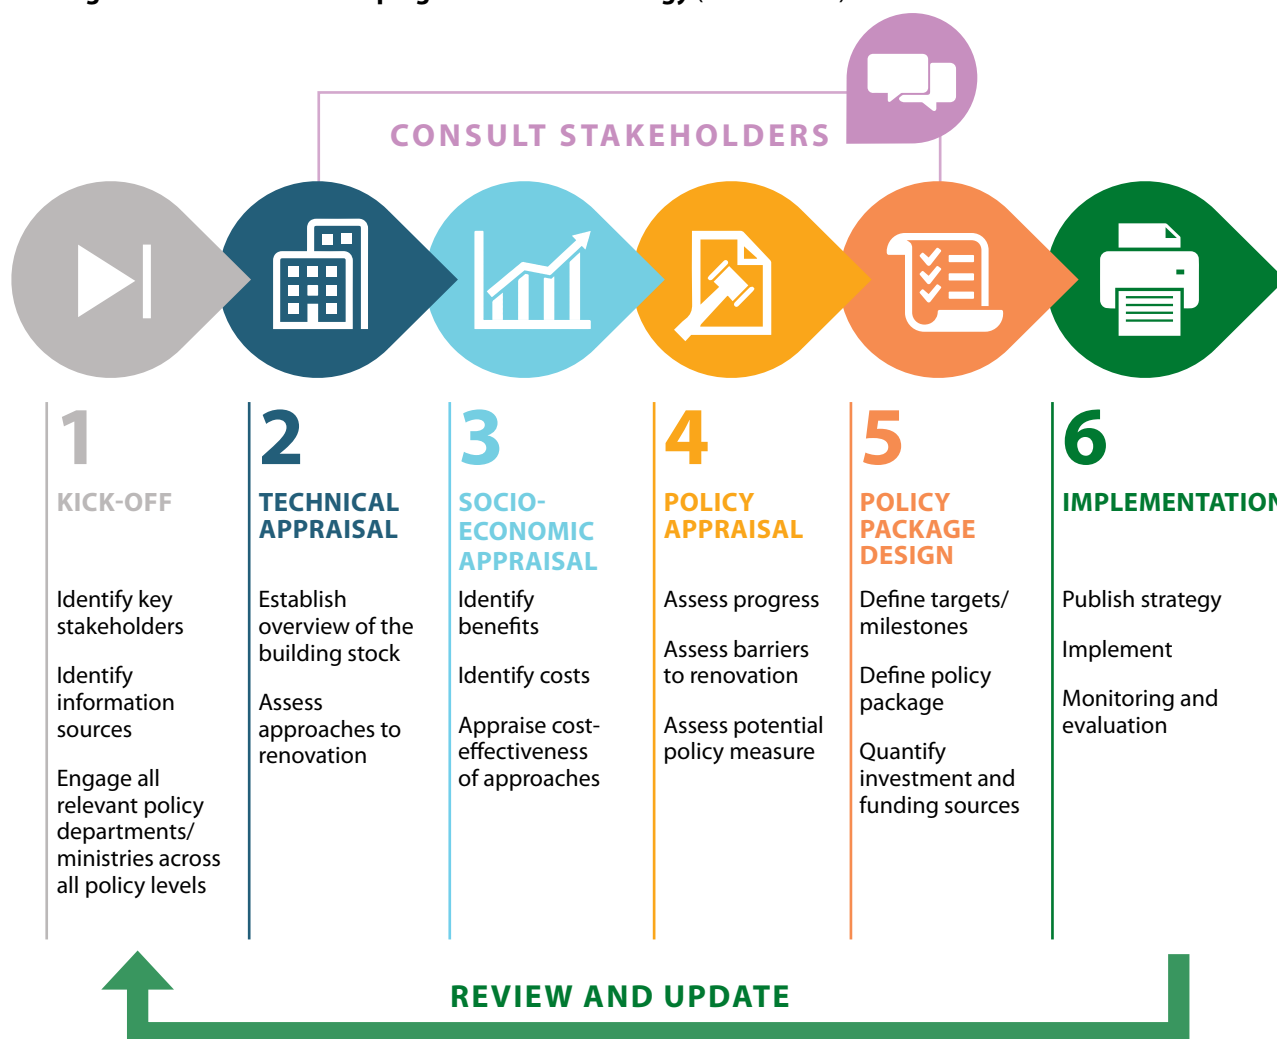 CONSULT STAKEHOLDERS
1
KICK-OFF
Identify key
stakeholders
Identify
information
sources
Engage all
relevant policy
departments/
ministries across
all policy levels
2
TECHNICAL
APPRAISAL
Establish
overview of the
building stock
Assess
approaches to
renovation
3
SOCIO-
ECONOMIC
APPRAISAL
Identify
benefits
Identify costs
Appraise cost-
effectiveness
of approaches
4
POLICY
APPRAISAL
Assess progress
Assess barriers
to renovation
Assess potential
policy measure
5
POLICY
PACKAGE
DESIGN
Define targets/
milestones
Define policy
package
Quantify
investment and
funding sources
6
IMPLEMENTATION
Publish strategy
Implement
Monitoring and
evaluation
REVIEW AND UPDATE